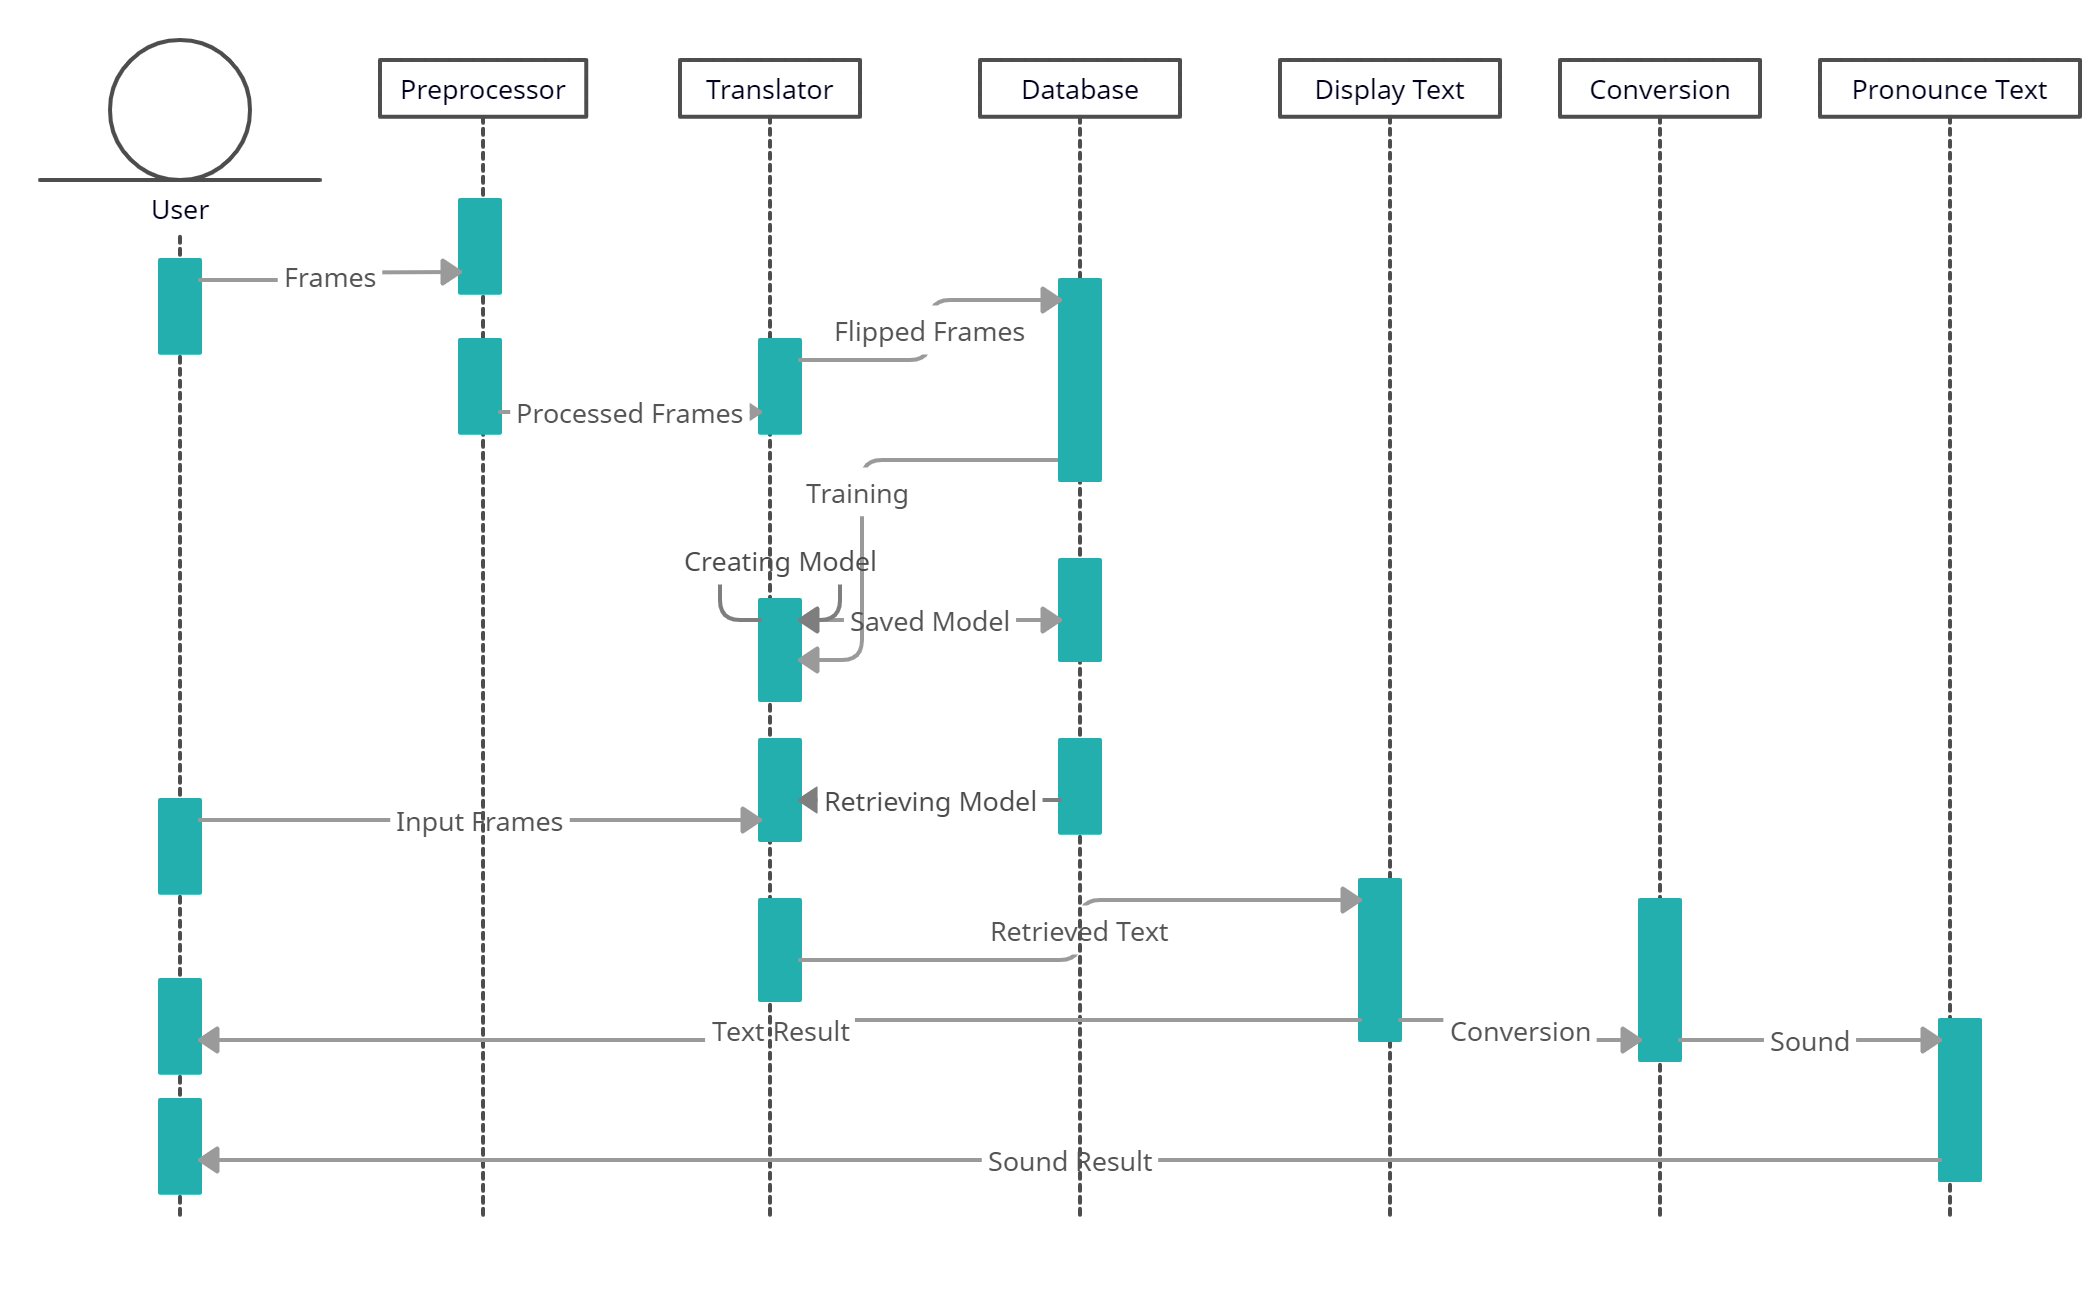 Preprocessor
Translator
Database
Display Text
Conversion
Pronounce Text
User
Frames
Flipped Frames
Processed Frames
Training
Creating Model
Saved Model
Retrieving Model
Input Frames
Retrieved Text
Text Result
Conversion
Sound
Sound Result